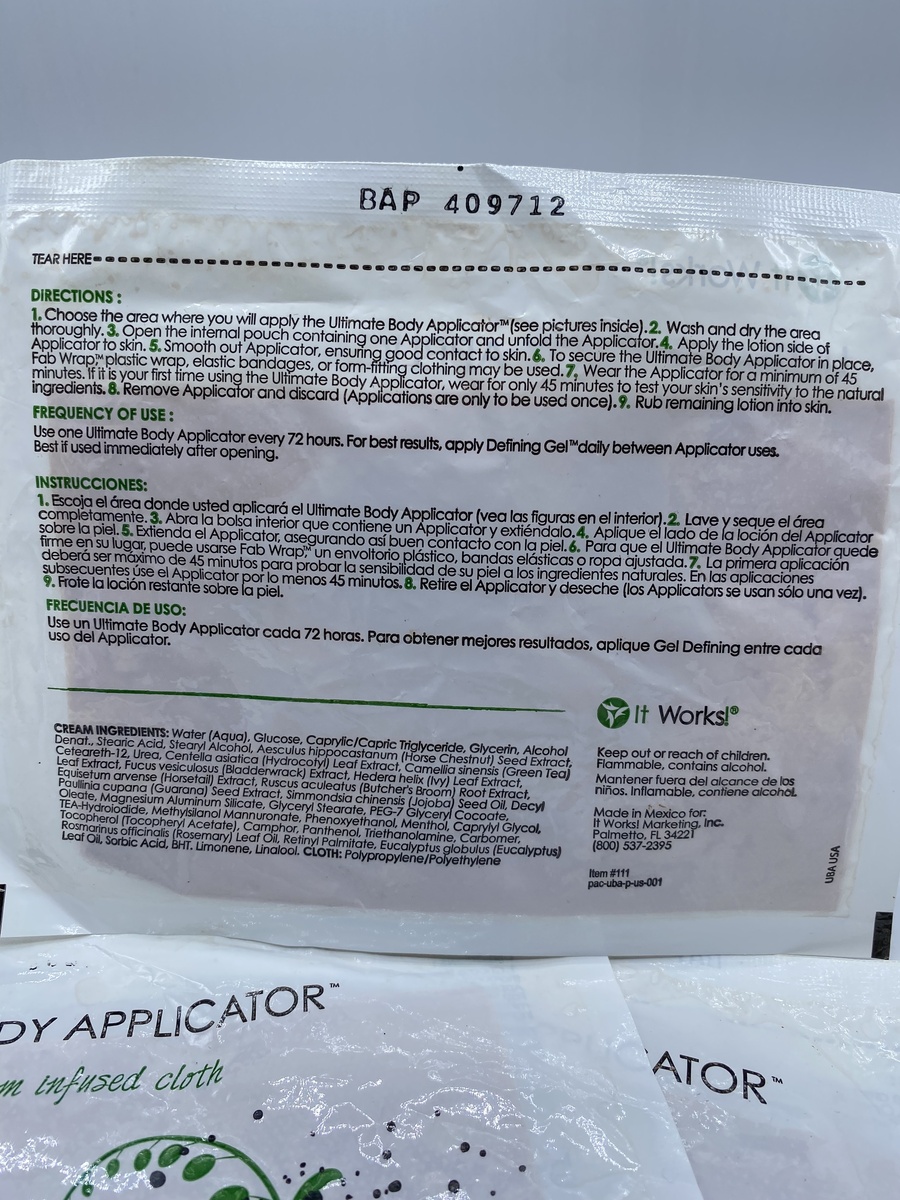 BAP 409712
TEAR HERE
DIRECTIONS :
1. Choose the area where you will apply the Ultimate Body Applicator™ (see pictures inside). 2. Wash and dry the area
thoroughly. 3. Open the internal pouch containing one Applicator and unfold the Applicator. 4. Apply the lotion side of
Applicator to skin. 5. Smooth out Applicator, ensuring good contact to skin. 6. To secure the Ultimate Body Applicator in place,
Fab Wrap,™ plastic wrap, elastic bandages, or form-fitting clothing may be used. 7. Wear the Applicator for a minimum of 45
minutes. If it is your first time using the Ultimate Body Applicator, wear for only 45 minutes to test your skin's sensitivity to the natural
ingredients. 8. Remove Applicator and discard (Applications are only to be used once). 9. Rub remaining lotion into skin.
FREQUENCY OF USE :
Use one Ultimate Body Applicator every 72 hours. For best results, apply Defining Gel™ daily between Applicator uses.
Best if used immediately after opening.
INSTRUCCIONES:
1. Escoja el área donde usted aplicará el Ultimate Body Applicator (vea las figuras en el interior). 2. Lave y seque el área
completamente. 3. Abra la bolsa interior que contiene un Applicator y extiéndalo. 4. Aplique el lado de la loción del Applicator
sobre la piel. 5. Extienda el Applicator, asegurando así buen contacto con la piel. 6. Para que el Ultimate Body Applicator quede
firme en su lugar, puede usarse Fab Wrap,™ un envoltorio plástico, bandas elásticas o ropa ajustada. 7. La primera aplicación
deberá ser máximo de 45 minutos para probar la sensibilidad de su piel a los ingredientes naturales. En las aplicaciones
subsecuentes use el Applicator por lo menos 45 minutos. 8. Retire el Applicator y deseche (los Applicators se usan sólo una vez).
9. Frote la loción restante sobre la piel.
FRECUENCIA DE USO:
Use un Ultimate Body Applicator cada 72 horas. Para obtener mejores resultados, aplique Gel Defining entre cada
uso del Applicator.
CREAM INGREDIENTS: Water (Aqua), Glucose, Caprylic/Capric Triglyceride, Glycerin, Alcohol
Denat., Stearic Acid, Stearyl Alcohol, Aesculus hippocastanum (Horse Chestnut) Seed Extract,
Ceteareth-12, Urea, Centella asiatica (Hydrocotyl) Leaf Extract, Camellia sinensis (Green Tea)
Leaf Extract, Fucus vesiculosus (Bladderwrack) Extract, Hedera helix (Ivy) Leaf Extract,
Equisetum arvense (Horsetail) Extract, Ruscus aculeatus (Butcher's Broom) Root Extract,
Paullinia cupana (Guarana) Seed Extract, Simmondsia chinensis (Jojoba) Seed Oil, Decyl
Oleate, Magnesium Aluminum Silicate, Glyceryl Stearate, PEG-7 Glyceryl Cocoate,
TEA-Hydroiodide, Methylsilanol Mannuronate, Phenoxyethanol, Menthol, Caprylyl Glycol,
Tocopherol (Tocopheryl Acetate), Camphor, Panthenol, Triethanolamine, Carbomer,
Rosmarinus officinalis (Rosemary) Leaf Oil, Retinyl Palmitate, Eucalyptus globulus (Eucalyptus)
Leaf Oil, Sorbic Acid, BHT. Limonene, Linalool. CLOTH: Polypropylene/Polyethylene
It Works!®
Keep out or reach of children.
Flammable, contains alcohol.
Mantener fuera del alcance de los
niños. Inflamable, contiene alcohol.
Made in Mexico for:
It Works! Marketing, Inc.
Palmetto, FL 34221
(800) 537-2395
Item #111
pac-uba-p-us-001
UBA USA
DY APPLICATOR™
m infused cloth
CATOR™